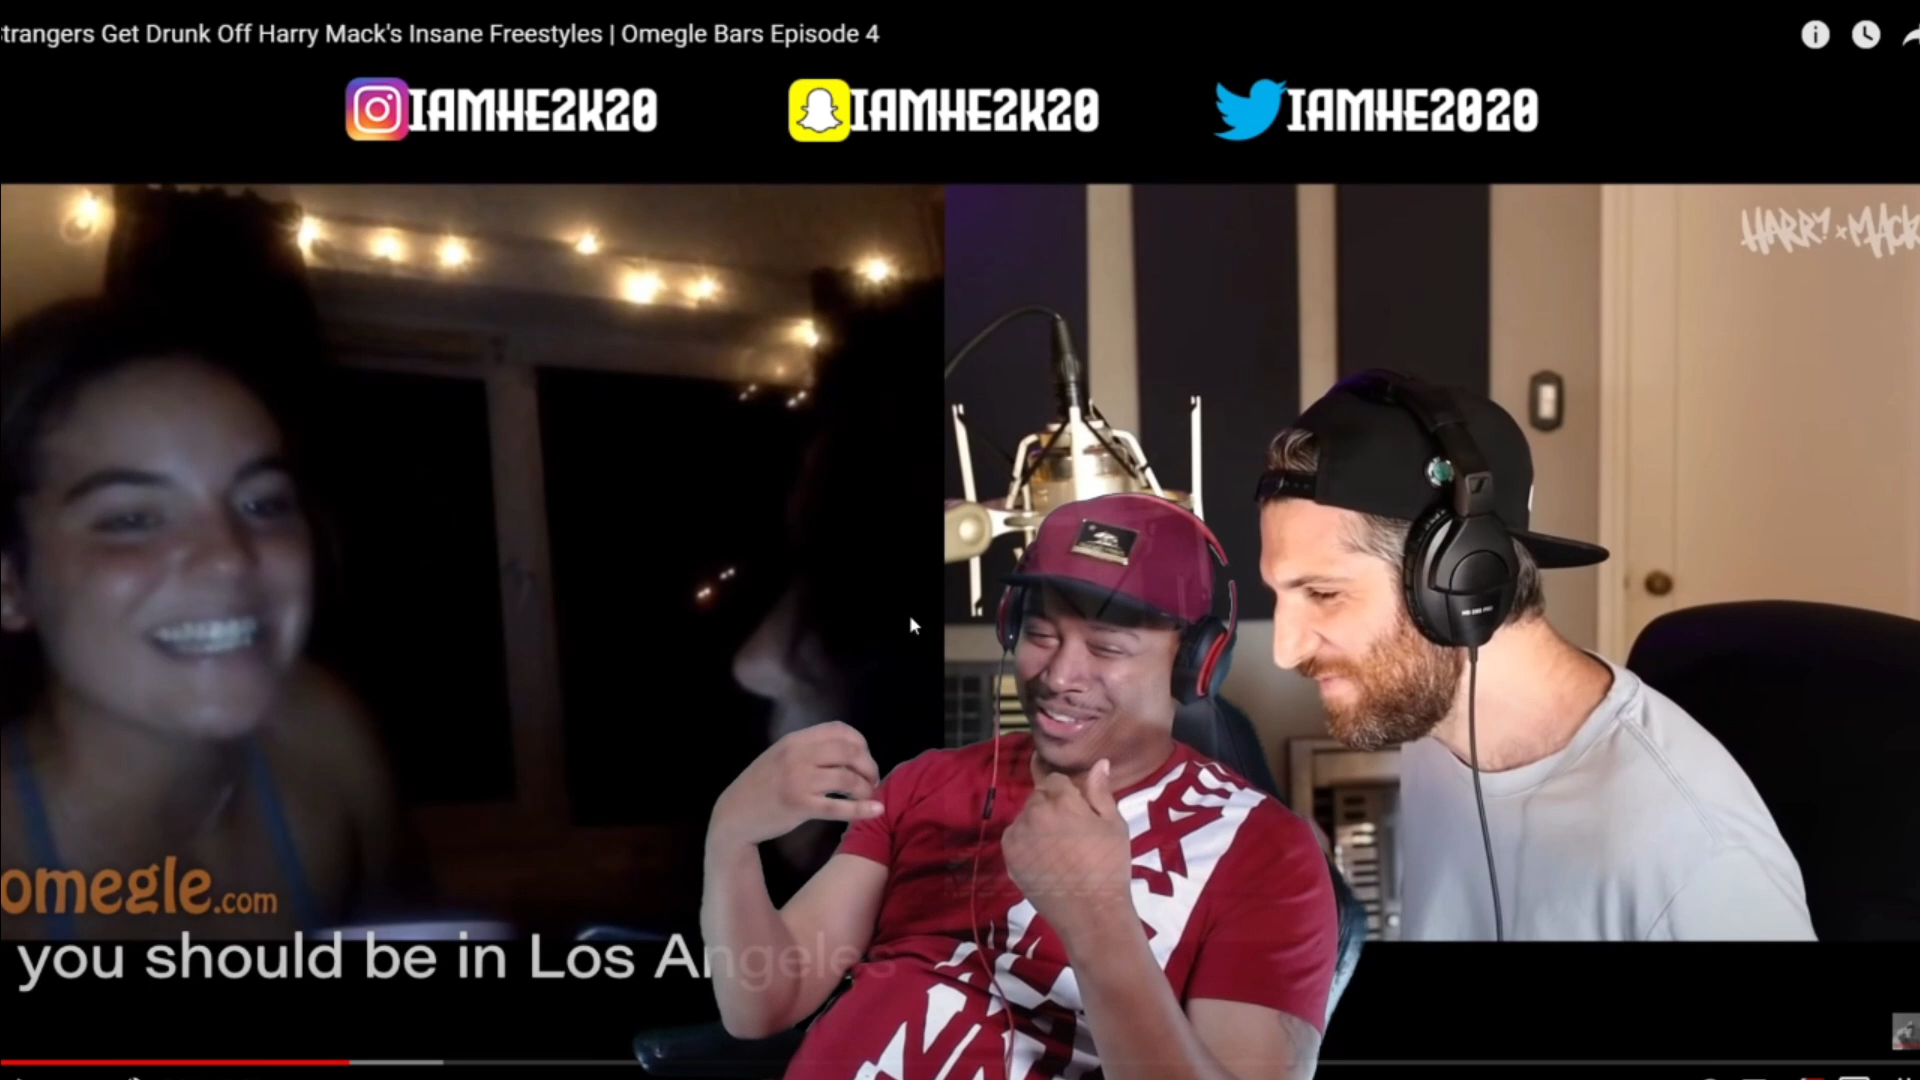 trangers Get Drunk Off Harry Mack's Insane Freestyles | Omegle Bars Episode 4
IAMHE2K20
IAMHE2K20
IAMHE2020
HARRY x MACK
omegle.com
you should be in Los Angeles